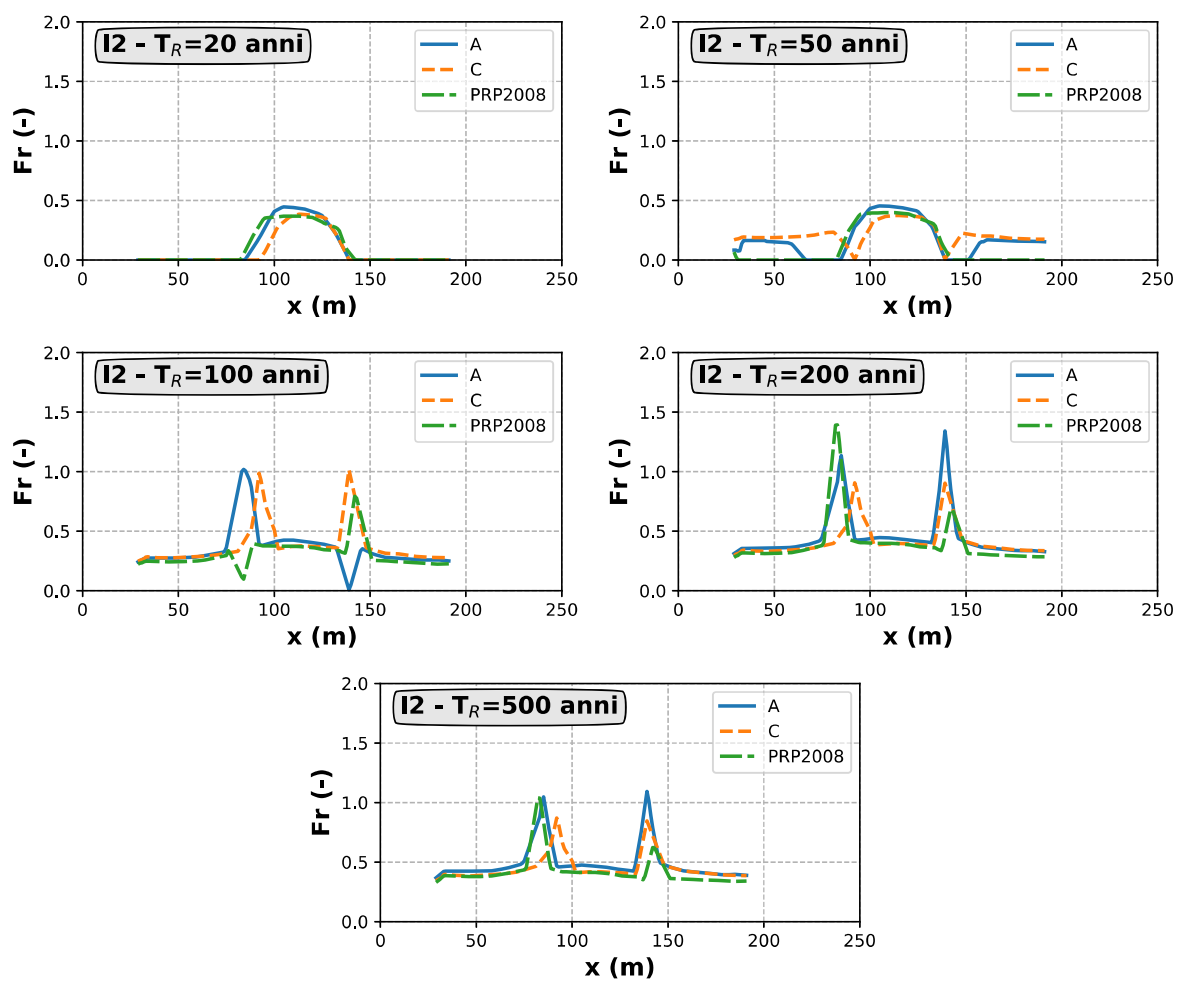 I2 - T_R=20 anni
A
C
PRP2008
Fr (-)
2.0
1.5
1.0
0.5
0.0
0 50 100 150 200 250
x (m)
I2 - T_R=50 anni
A
C
PRP2008
Fr (-)
2.0
1.5
1.0
0.5
0.0
0 50 100 150 200 250
x (m)
I2 - T_R=100 anni
A
C
PRP2008
Fr (-)
2.0
1.5
1.0
0.5
0.0
0 50 100 150 200 250
x (m)
I2 - T_R=200 anni
A
C
PRP2008
Fr (-)
2.0
1.5
1.0
0.5
0.0
0 50 100 150 200 250
x (m)
I2 - T_R=500 anni
A
C
PRP2008
Fr (-)
2.0
1.5
1.0
0.5
0.0
0 50 100 150 200 250
x (m)